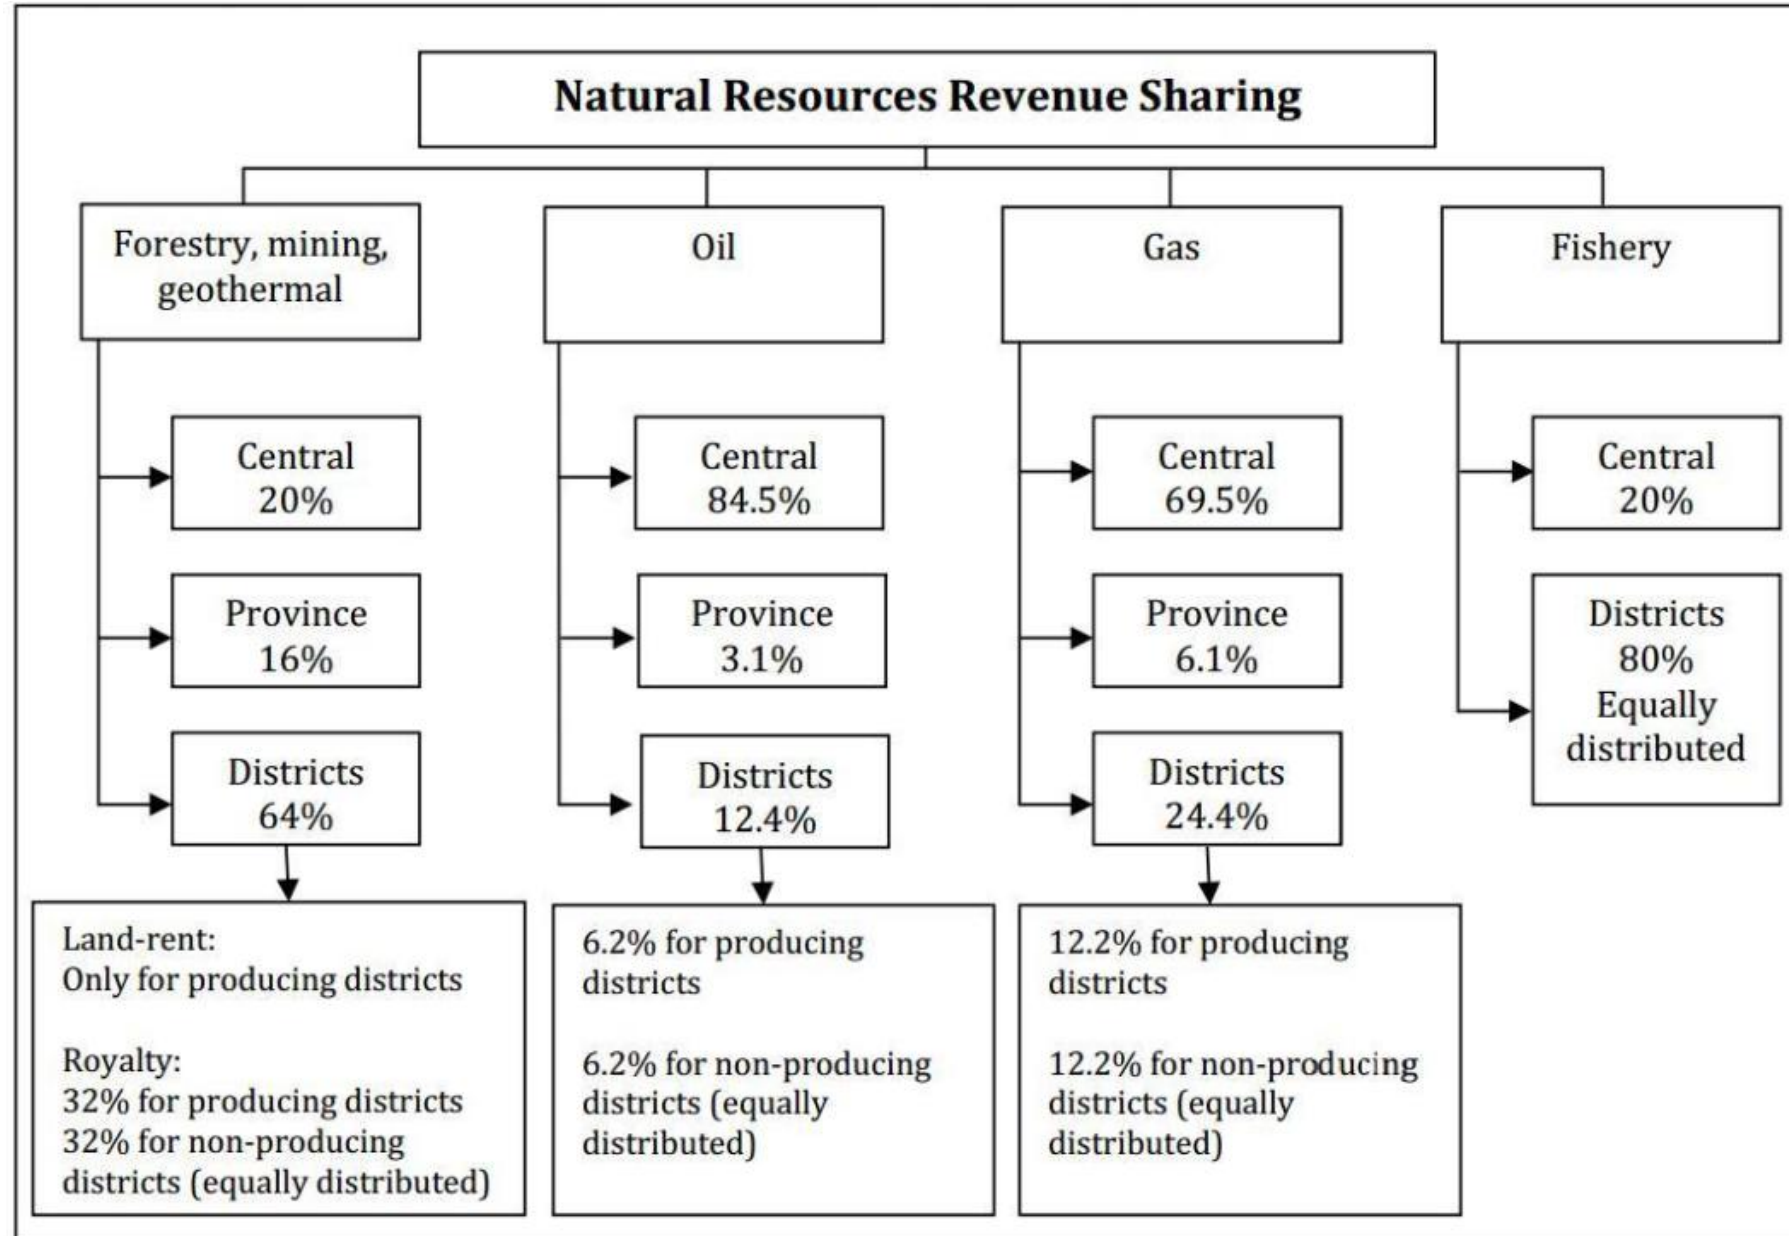 Natural Resources Revenue Sharing
Forestry, mining,
geothermal
Central
20%
Province
16%
Districts
64%
Land-rent:
Only for producing districts
Royalty:
32% for producing districts
32% for non-producing
districts (equally distributed)
Oil
Central
84.5%
Province
3.1%
Districts
12.4%
6.2% for producing
districts
6.2% for non-producing
districts (equally
distributed)
Gas
Central
69.5%
Province
6.1%
Districts
24.4%
12.2% for producing
districts
12.2% for non-producing
districts (equally
distributed)
Fishery
Central
20%
Districts
80%
Equally
distributed